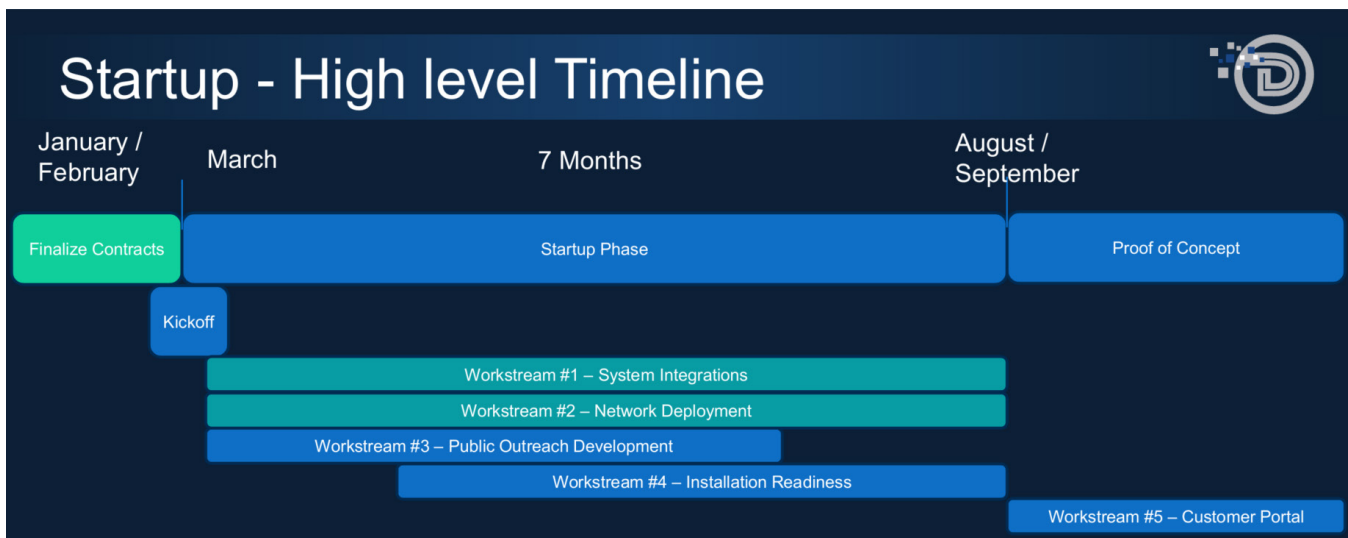 Startup - High level Timeline
January /
February
March
7 Months
August /
September
Finalize Contracts
Startup Phase
Proof of Concept
Kickoff
Workstream #1 – System Integrations
Workstream #2 – Network Deployment
Workstream #3 – Public Outreach Development
Workstream #4 – Installation Readiness
Workstream #5 – Customer Portal